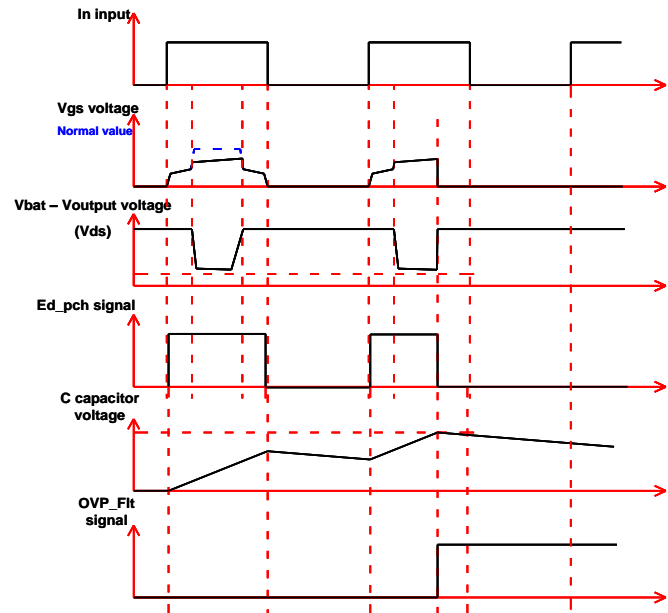 In input
Vgs voltage
Normal value
Vbat – Voutput voltage
(Vds)
Ed_pch signal
C capacitor
voltage
OVP_Flt
signal